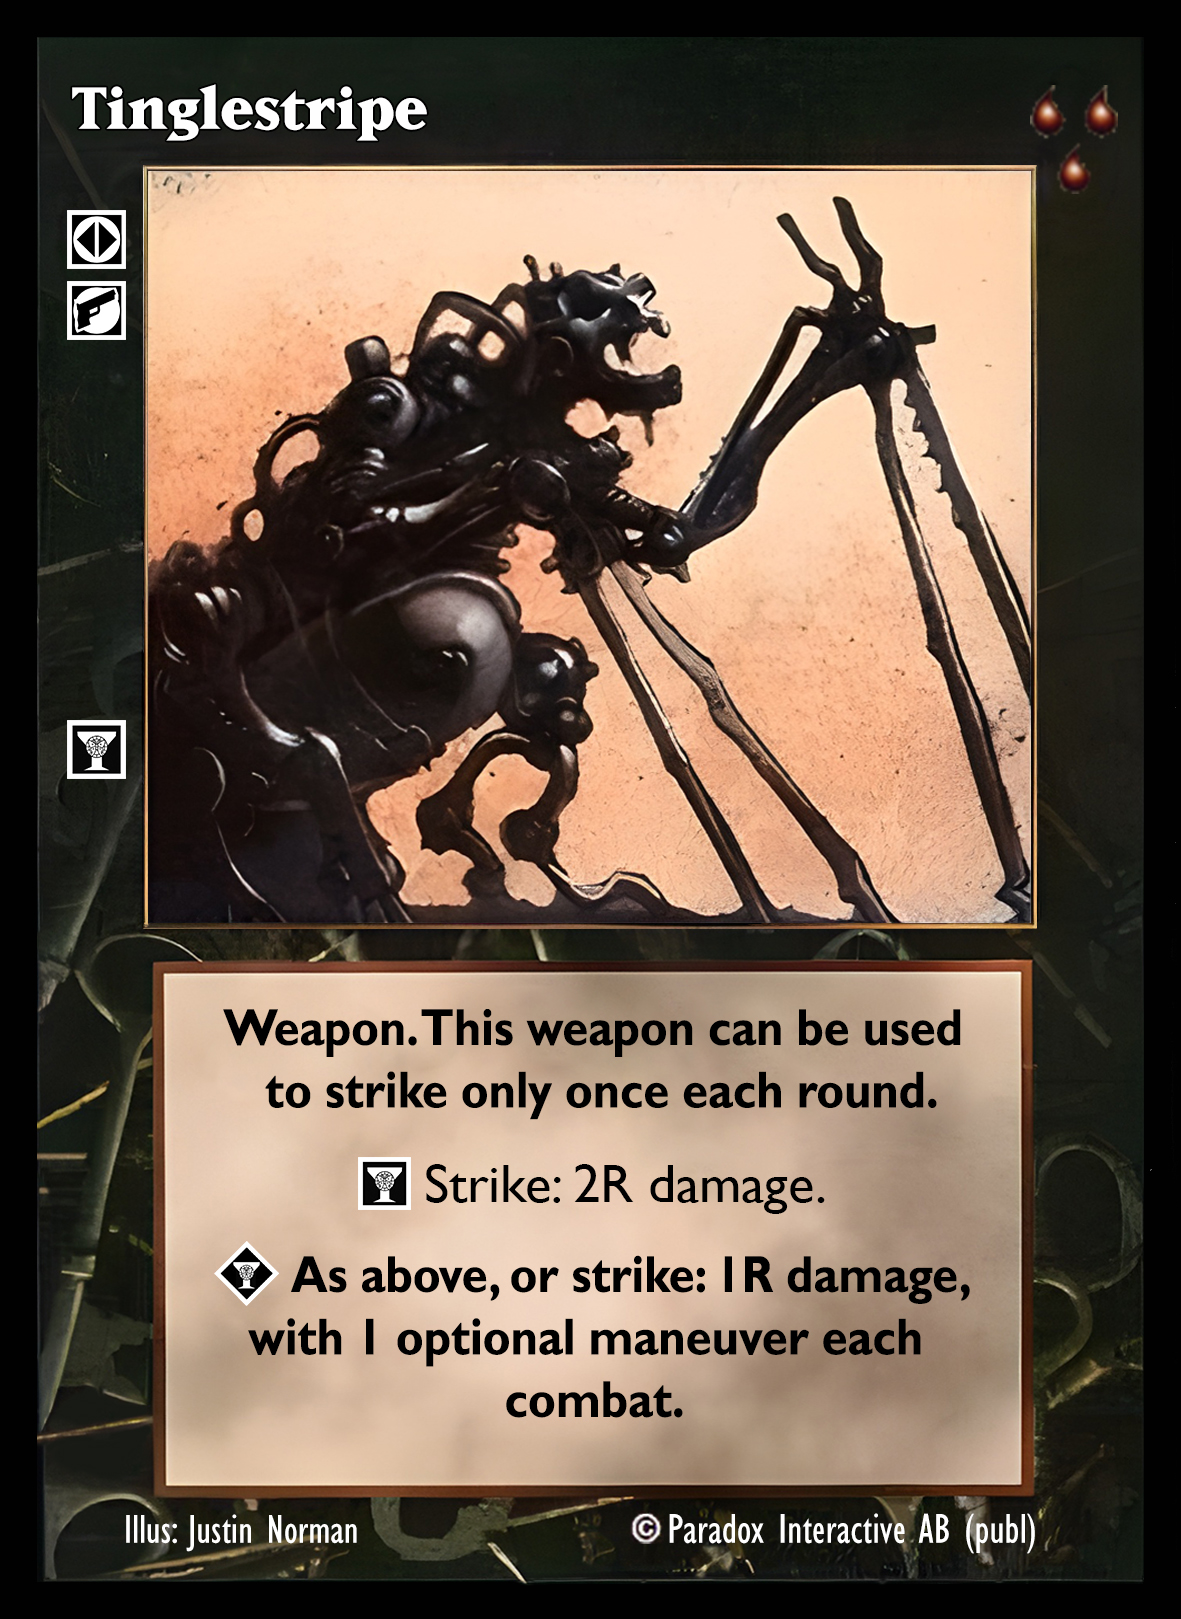 Tinglestripe
Weapon. This weapon can be used
to strike only once each round.
Strike: 2R damage.
As above, or strike: 1R damage,
with 1 optional maneuver each
combat.
Illus: Justin Norman
© Paradox Interactive AB (publ)